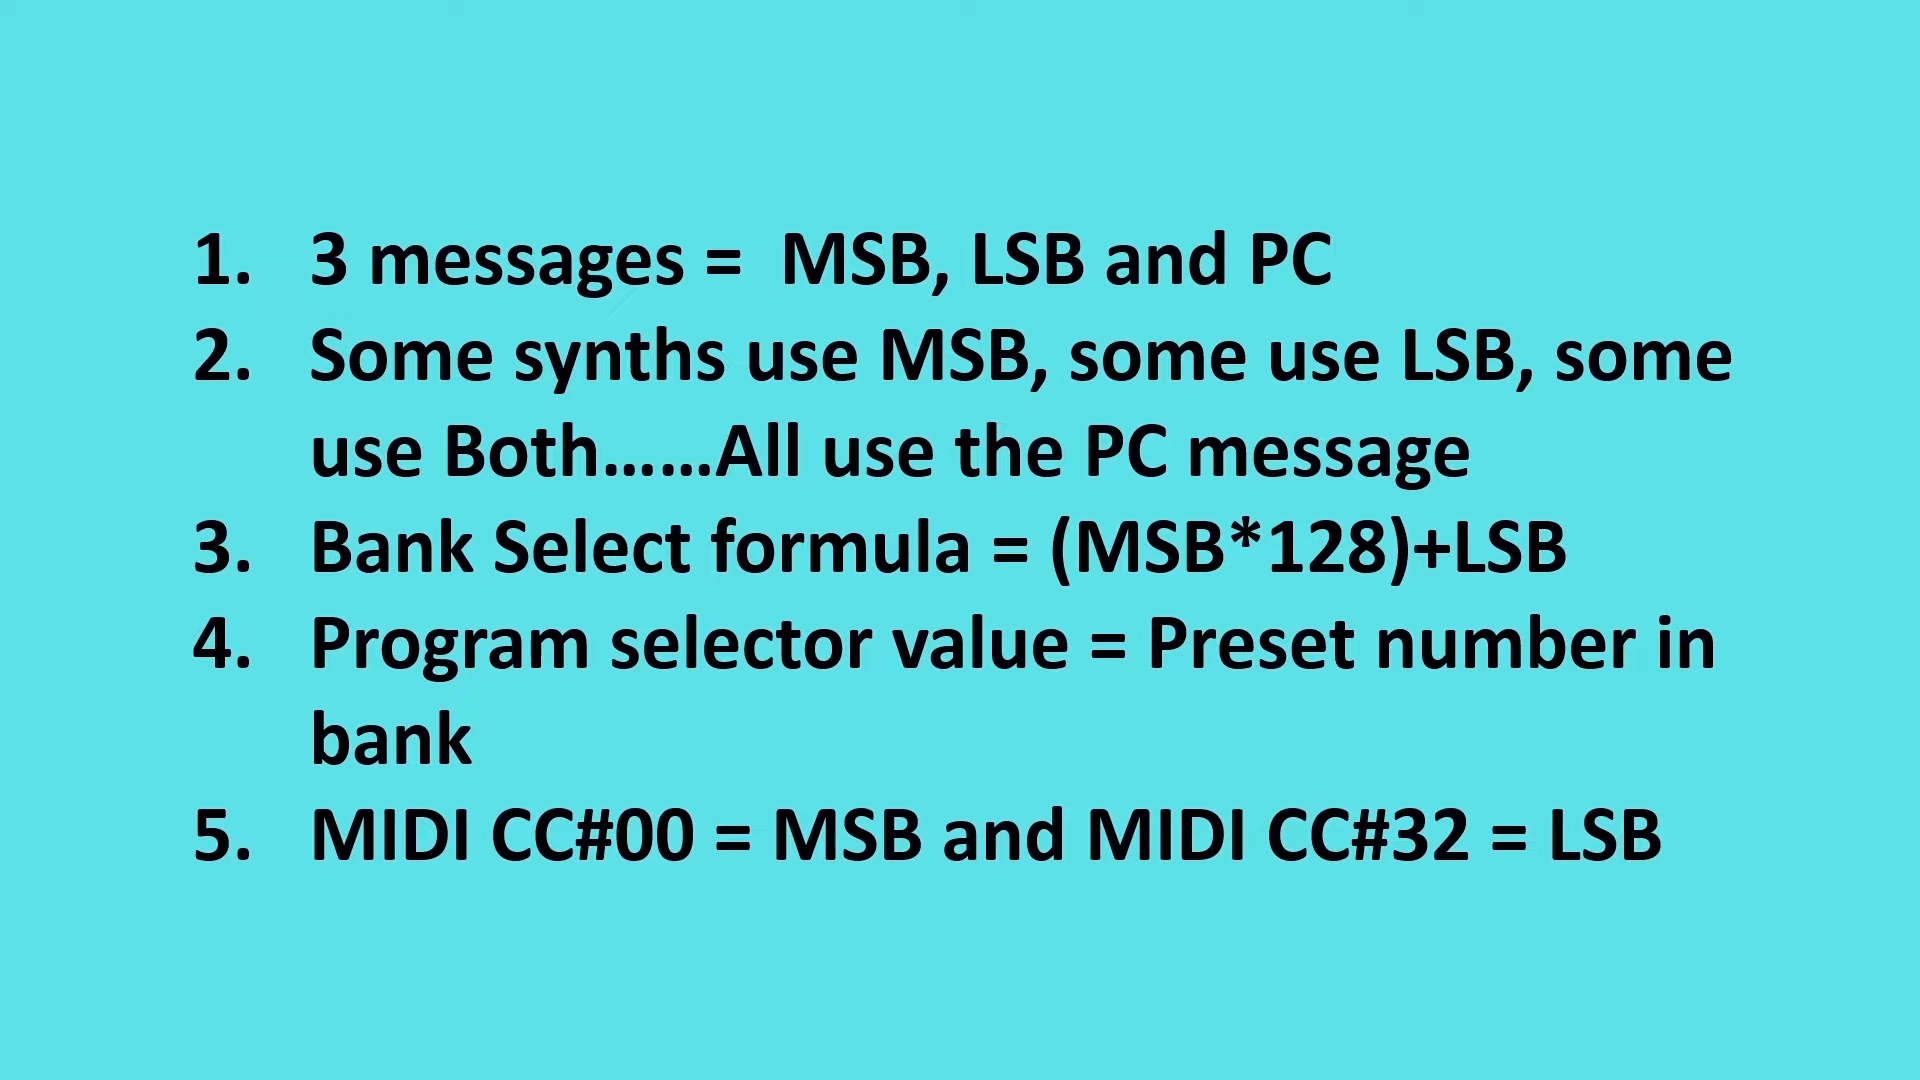 1. 3 messages =  MSB, LSB and PC
2. Some synths use MSB, some use LSB, some
use Both……All use the PC message
3. Bank Select formula = (MSB*128)+LSB
4. Program selector value = Preset number in
bank
5. MIDI CC#00 = MSB and MIDI CC#32 = LSB